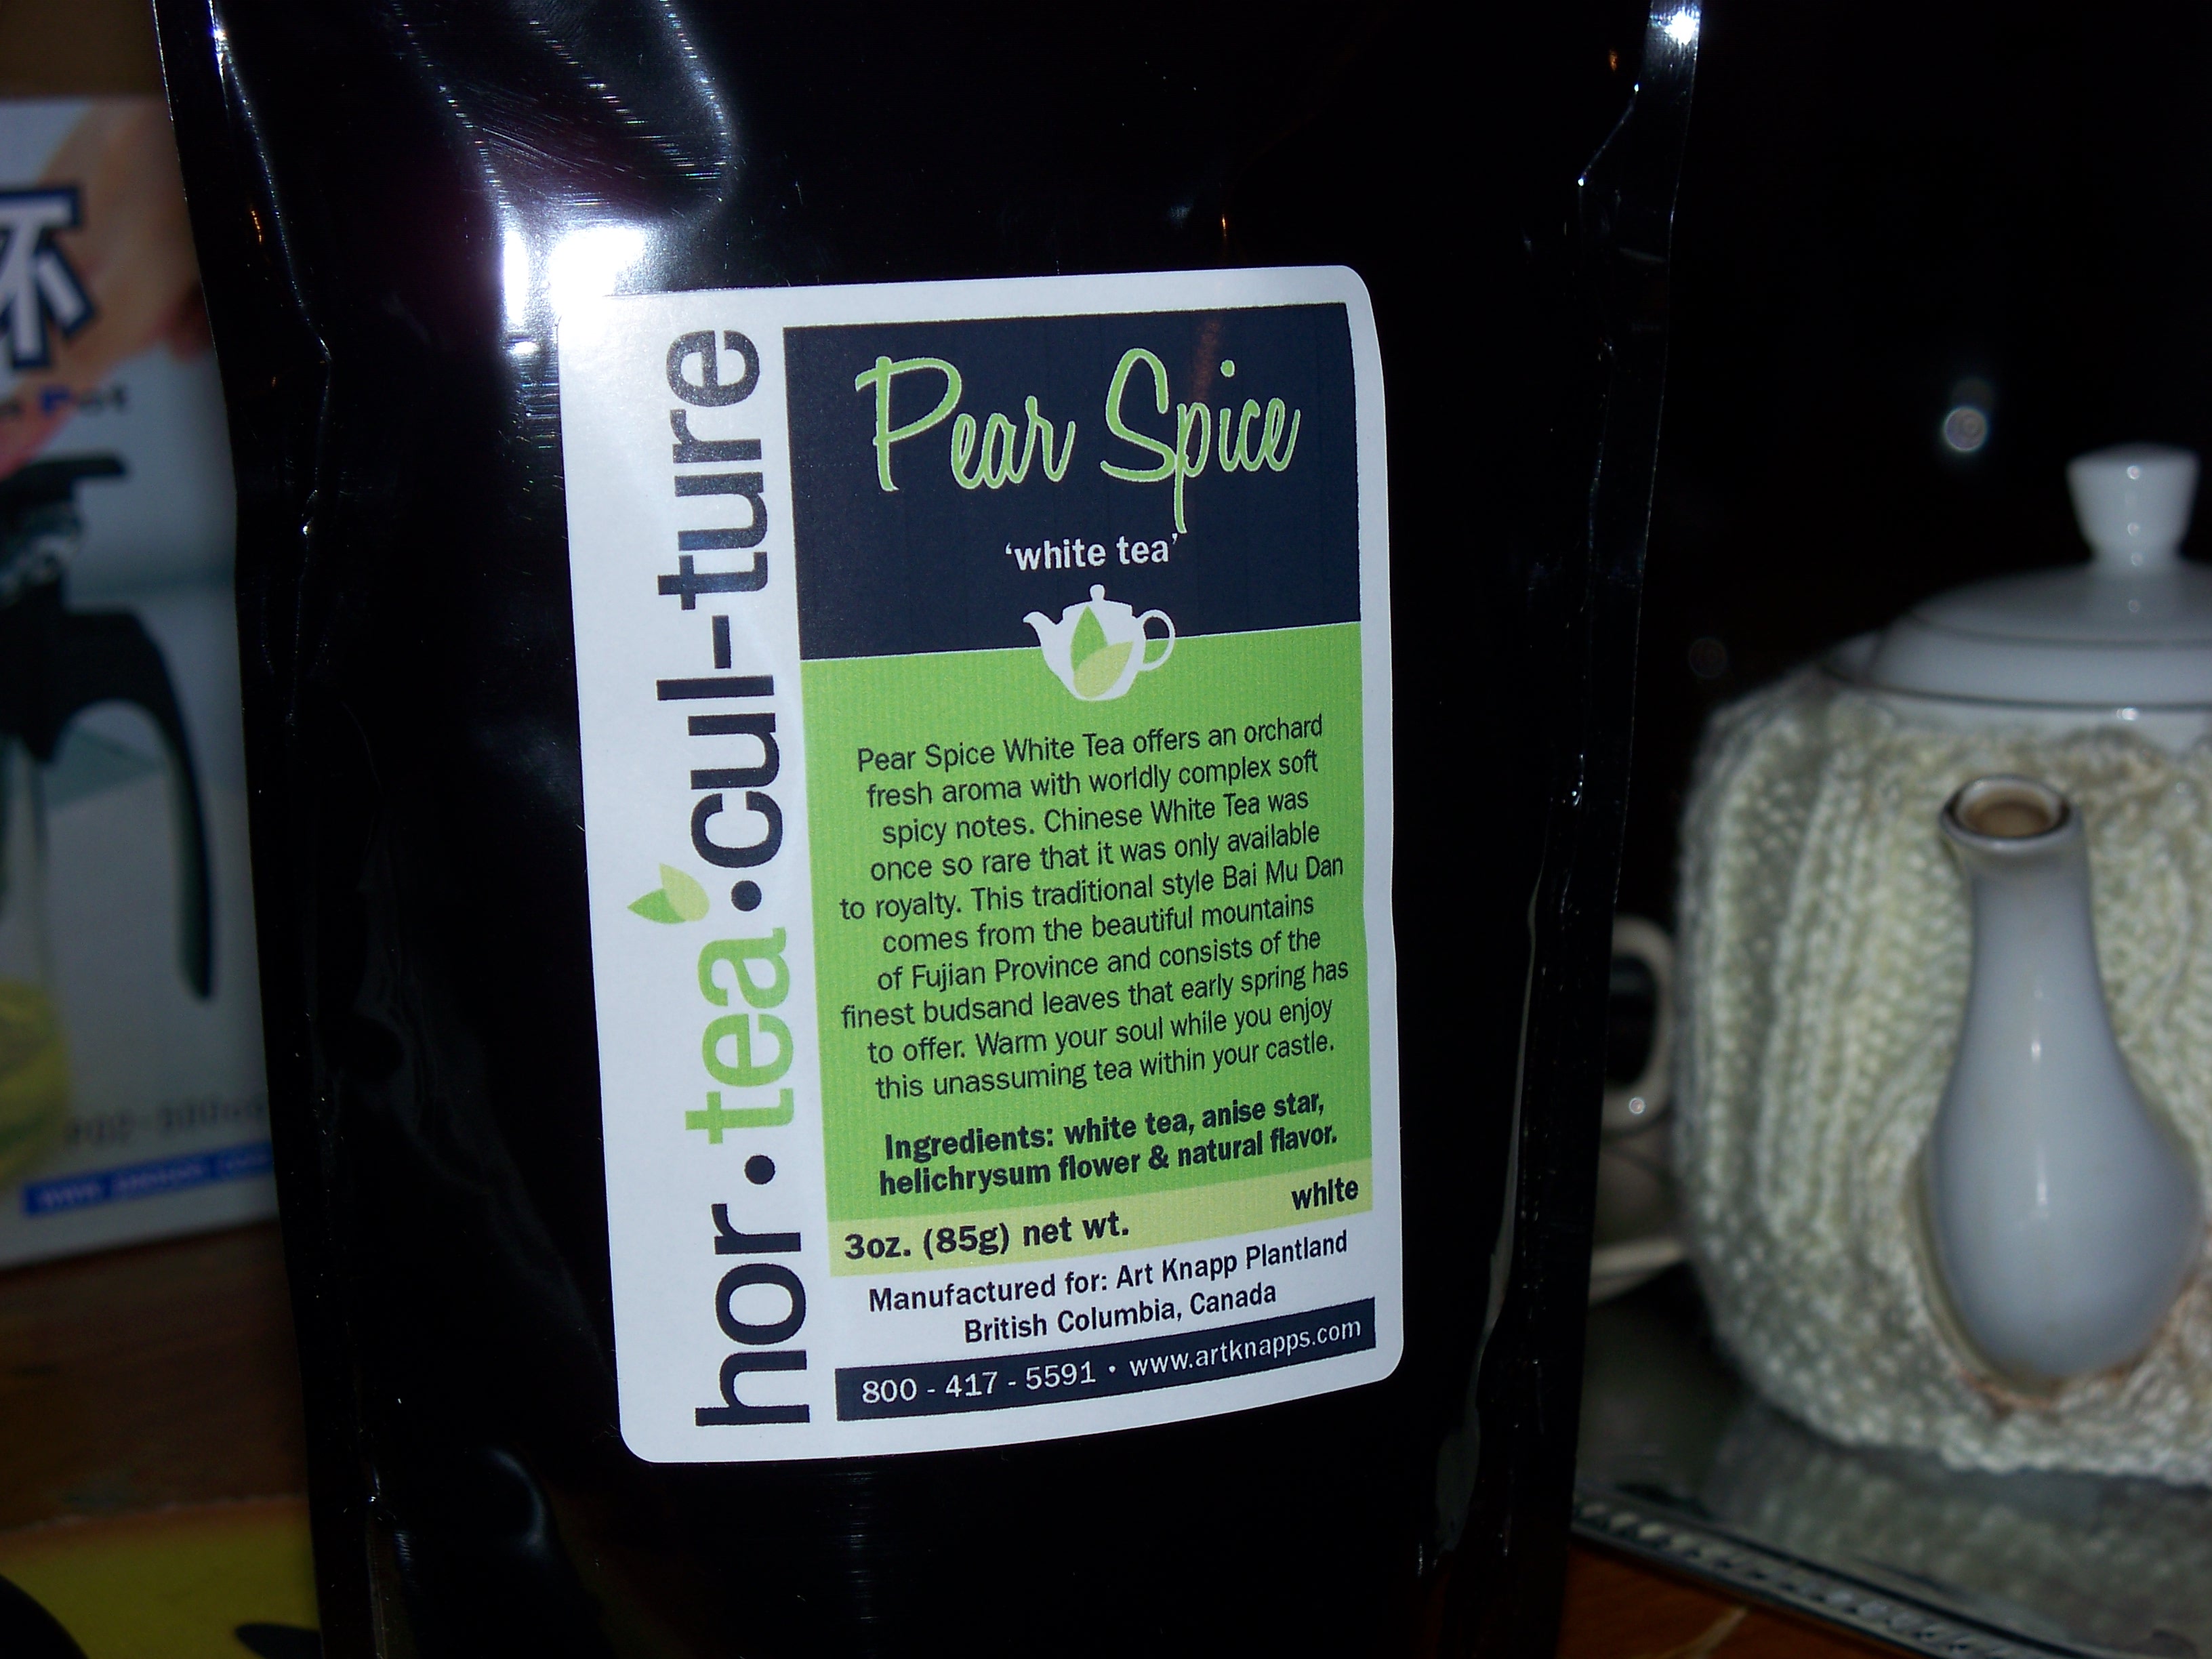 杯
Pot
hor·tea·cul-ture
Pear Spice
‘white tea’
Pear Spice White Tea offers an orchard
fresh aroma with worldly complex soft
spicy notes. Chinese White Tea was
once so rare that it was only available
to royalty. This traditional style Bai Mu Dan
comes from the beautiful mountains
of Fujian Province and consists of the
finest budsand leaves that early spring has
to offer. Warm your soul while you enjoy
this unassuming tea within your castle.
Ingredients: white tea, anise star,
helichrysum flower & natural flavor.
white
3oz. (85g) net wt.
Manufactured for: Art Knapp Plantland
British Columbia, Canada
800 - 417 - 5591 · www.artknapps.com